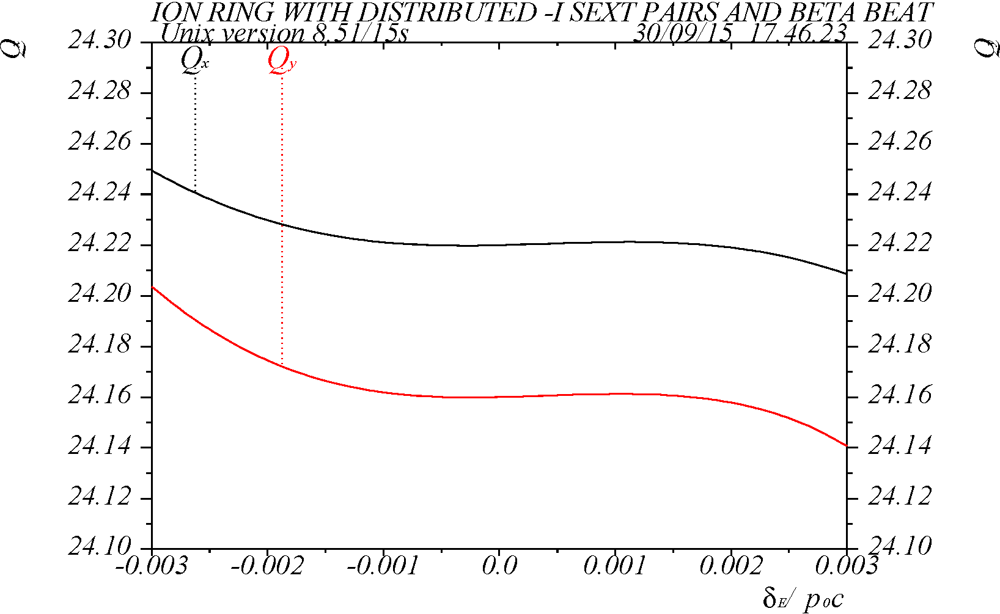 ION RING WITH DISTRIBUTED -I SEXT PAIRS AND BETA BEAT
Unix version 8.51/15s 30/09/15 17.46.23
Qx Qy
24.30 24.30
24.28 24.28
24.26 24.26
24.24 24.24
24.22 24.22
24.20 24.20
24.18 24.18
24.16 24.16
24.14 24.14
24.12 24.12
24.10 24.10
-0.003 -0.002 -0.001 0.0 0.001 0.002 0.003
δE/ p0c